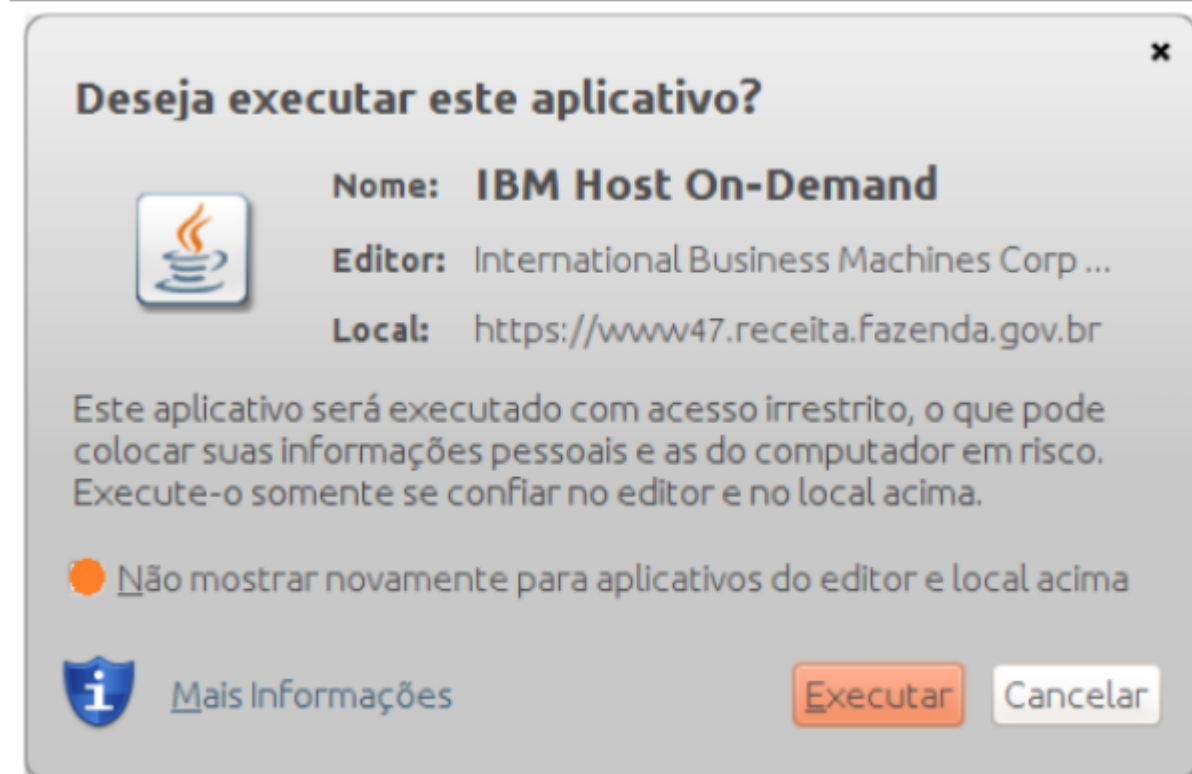 Deseja executar este aplicativo?
Nome: IBM Host On-Demand
Editor: International Business Machines Corp ...
Local: https://www47.receita.fazenda.gov.br
Este aplicativo será executado com acesso irrestrito, o que pode
colocar suas informações pessoais e as do computador em risco.
Execute-o somente se confiar no editor e no local acima.
Não mostrar novamente para aplicativos do editor e local acima
Mais Informações
Executar
Cancelar